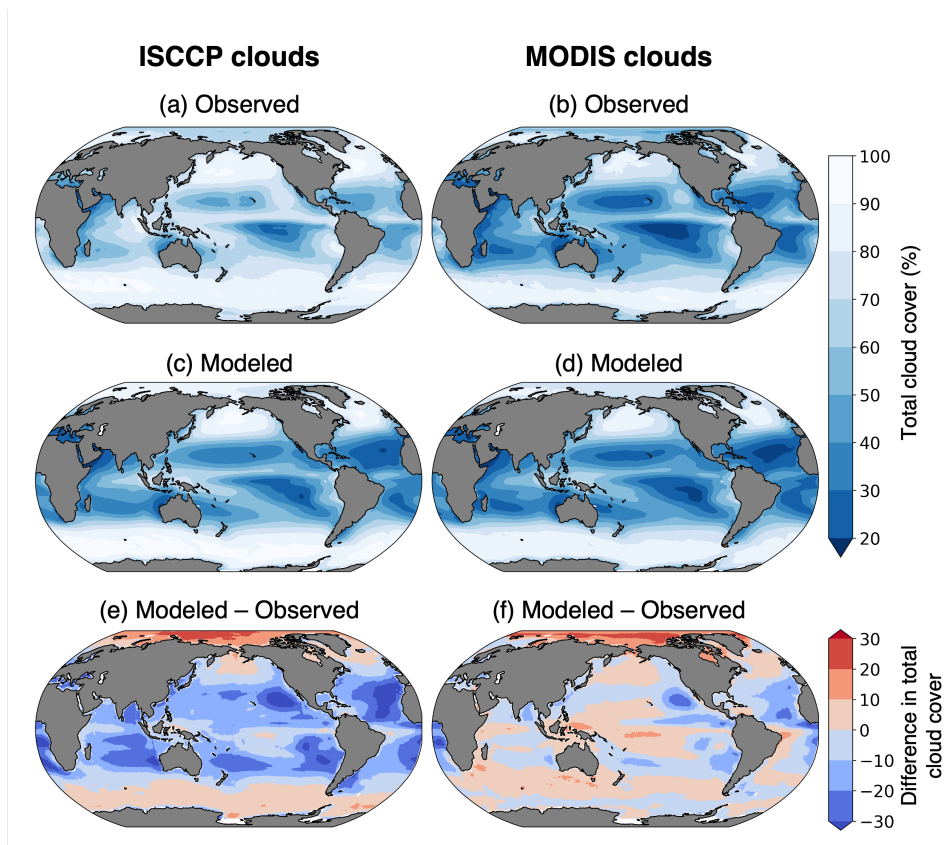 ISCCP clouds
MODIS clouds
(a) Observed
(b) Observed
100
90
80
70
60
50
40
30
20
Total cloud cover (%)
(c) Modeled
(d) Modeled
(e) Modeled – Observed
(f) Modeled – Observed
30
20
10
0
−10
−20
−30
Difference in total
cloud cover